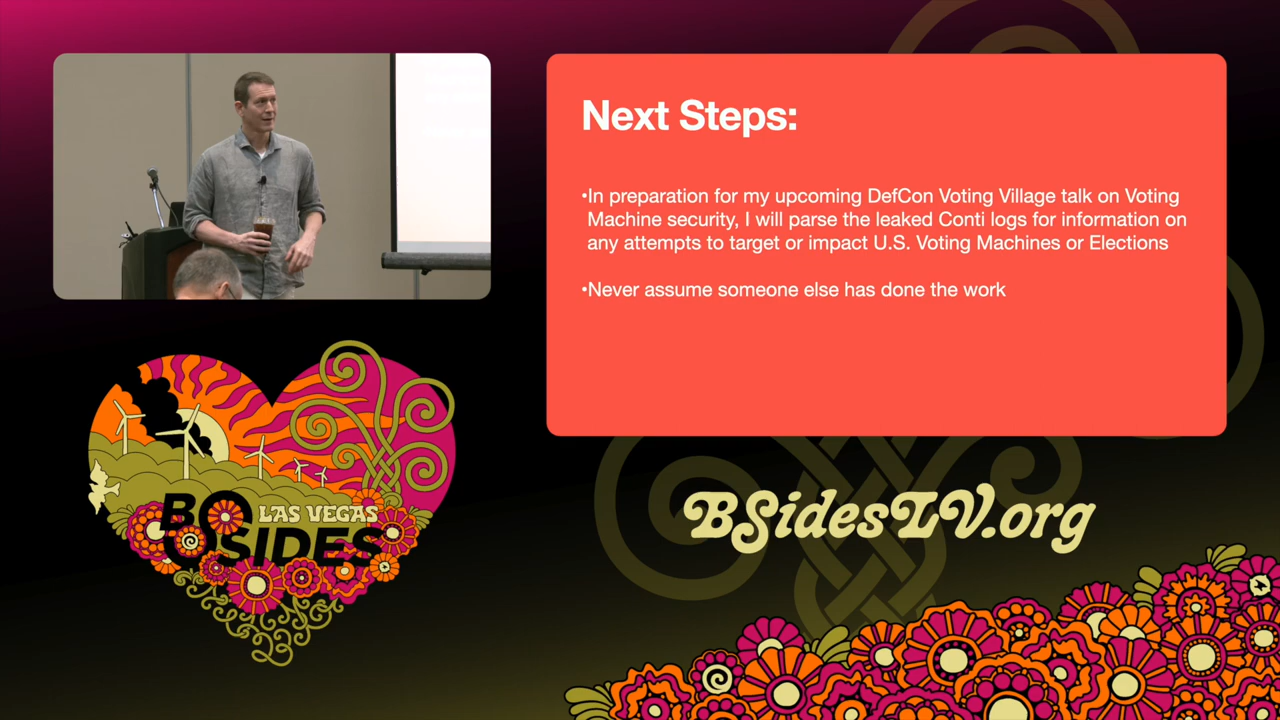 Next Steps:
•In preparation for my upcoming DefCon Voting Village talk on Voting
Machine security, I will parse the leaked Conti logs for information on
any attempts to target or impact U.S. Voting Machines or Elections
•Never assume someone else has done the work
LAS VEGAS
BSIDES
23
BSidesLV.org